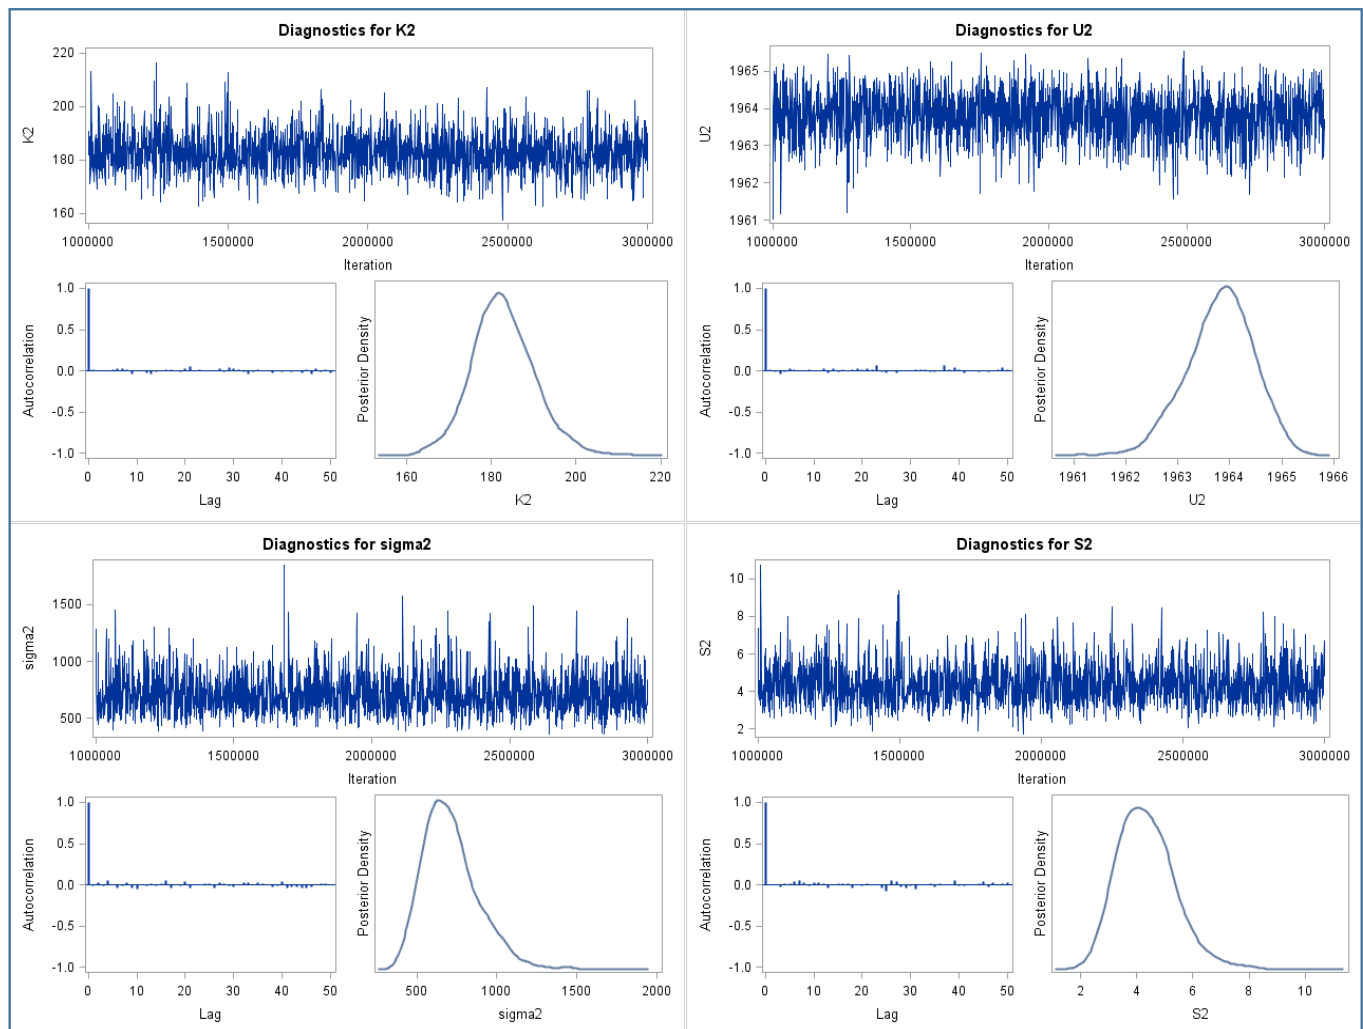 Diagnostics for K2
220
200
180
160
K2
1000000 1500000 2000000 2500000 3000000
Iteration
1.0
0.5
0.0
-0.5
-1.0
Autocorrelation
0 10 20 30 40 50
Lag
Posterior Density
160 180 200 220
K2
Diagnostics for U2
1965
1964
1963
1962
1961
U2
1000000 1500000 2000000 2500000 3000000
Iteration
1.0
0.5
0.0
-0.5
-1.0
Autocorrelation
0 10 20 30 40 50
Lag
Posterior Density
1961 1962 1963 1964 1965 1966
U2
Diagnostics for sigma2
1500
1000
500
sigma2
1000000 1500000 2000000 2500000 3000000
Iteration
1.0
0.5
0.0
-0.5
-1.0
Autocorrelation
0 10 20 30 40 50
Lag
Posterior Density
500 1000 1500 2000
sigma2
Diagnostics for S2
10
8
6
4
2
S2
1000000 1500000 2000000 2500000 3000000
Iteration
1.0
0.5
0.0
-0.5
-1.0
Autocorrelation
0 10 20 30 40 50
Lag
Posterior Density
2 4 6 8 10
S2